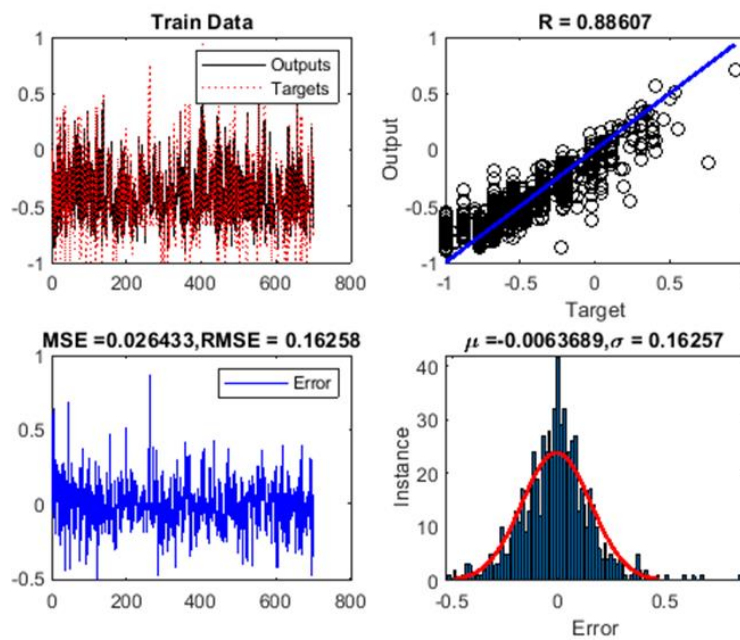 Train Data
1
0.5
0
-0.5
-1
0 200 400 600 800
Outputs
Targets
R = 0.88607
1
0.5
0
-0.5
-1
-1 -0.5 0 0.5
Output
Target
MSE =0.026433,RMSE = 0.16258
1
0.5
0
-0.5
0 200 400 600 800
Error
μ =-0.0063689,σ = 0.16257
40
30
20
10
0
-0.5 0 0.5
Instance
Error